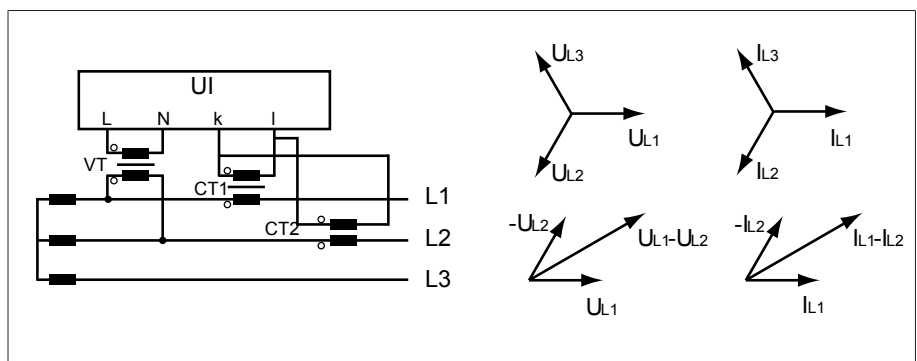 UI
L N k l
VT
CT1
CT2
L1
L2
L3
UL3
UL1
UL2
IL3
IL1
IL2
-UL2
UL1-UL2
UL1
-IL2
IL1-IL2
IL1